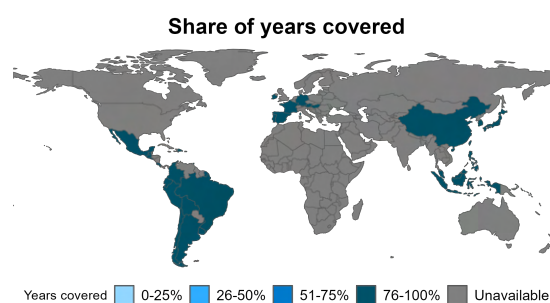 Share of years covered
Years covered 0-25% 26-50% 51-75% 76-100% Unavailable